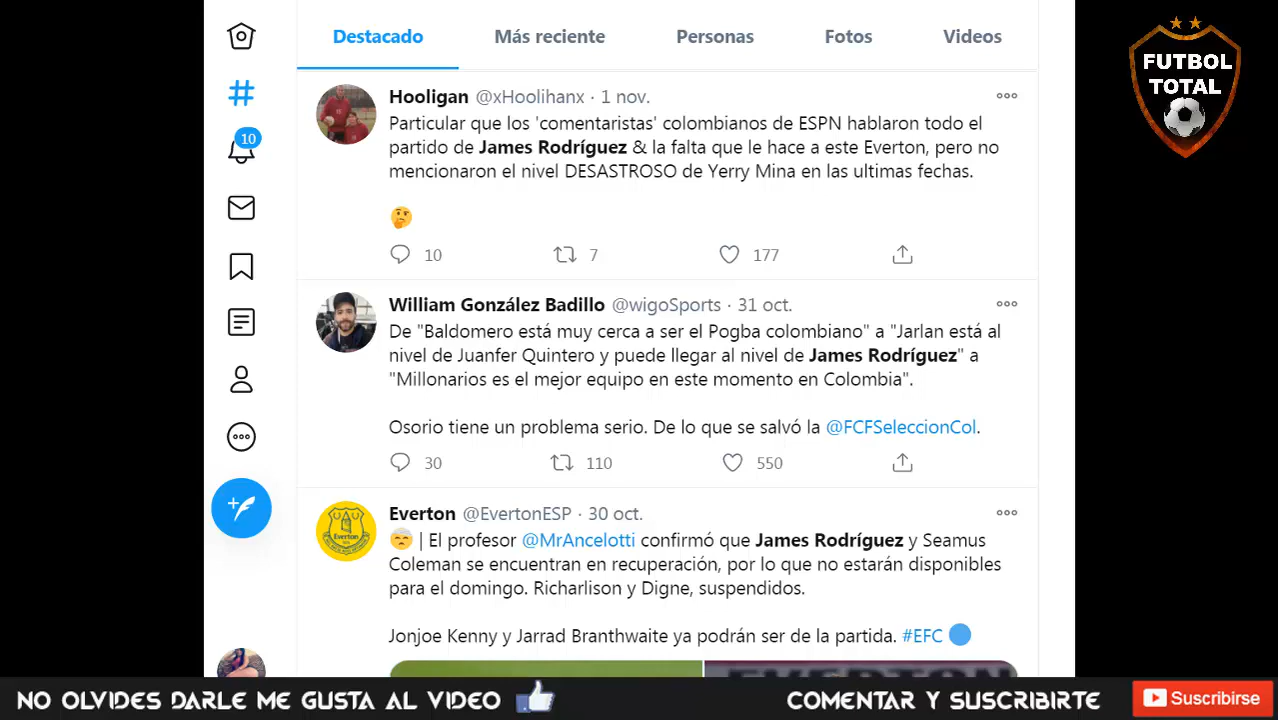 Destacado Más reciente Personas Fotos Videos
FUTBOL
TOTAL
10
Hooligan @xHoolihanx · 1 nov.
Particular que los 'comentaristas' colombianos de ESPN hablaron todo el
partido de James Rodríguez & la falta que le hace a este Everton, pero no
mencionaron el nivel DESASTROSO de Yerry Mina en las ultimas fechas.
🤔
10 7 177
William González Badillo @wigoSports · 31 oct.
De "Baldomero está muy cerca a ser el Pogba colombiano" a "Jarlan está al
nivel de Juanfer Quintero y puede llegar al nivel de James Rodríguez" a
"Millonarios es el mejor equipo en este momento en Colombia".
Osorio tiene un problema serio. De lo que se salvó la @FCFSeleccionCol.
30 110 550
Everton
Everton @EvertonESP · 30 oct.
🤕 | El profesor @MrAncelotti confirmó que James Rodríguez y Seamus
Coleman se encuentran en recuperación, por lo que no estarán disponibles
para el domingo. Richarlison y Digne, suspendidos.
Jonjoe Kenny y Jarrad Branthwaite ya podrán ser de la partida. #EFC 🔵
NO OLVIDES DARLE ME GUSTA AL VIDEO
COMENTAR Y SUSCRIBIRTE
Suscribirse